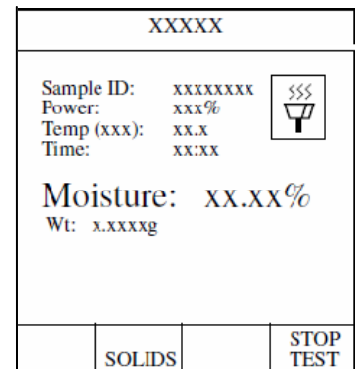 XXXXX
Sample ID: xxxxxxxx
Power: xxx%
Temp (xxx): xx.x
Time: xx:xx
Moisture: xx.xx%
Wt: x.xxxxg
SOLIDS
STOP
TEST